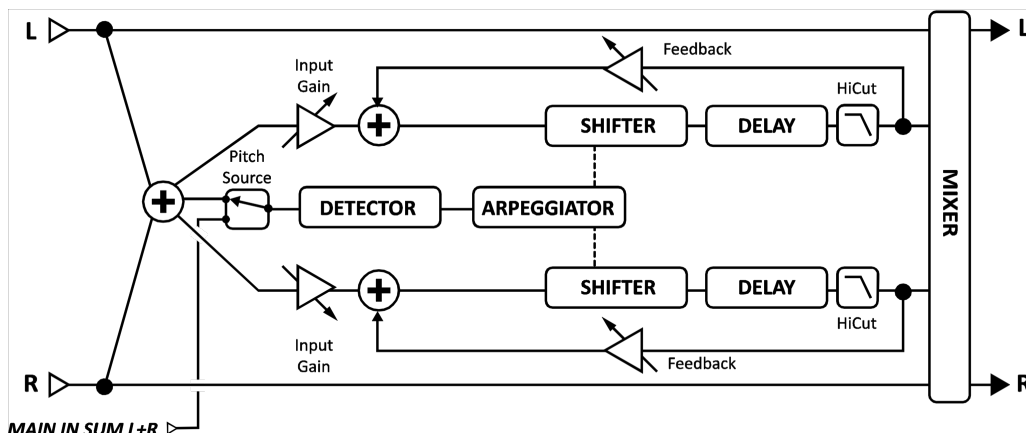 L
L
Feedback
Input
Gain
HiCut
SHIFTER
DELAY
Pitch
Source
DETECTOR
ARPEGGIATOR
MIXER
SHIFTER
DELAY
HiCut
Input
Gain
Feedback
R
R
MAIN IN SUM L+R